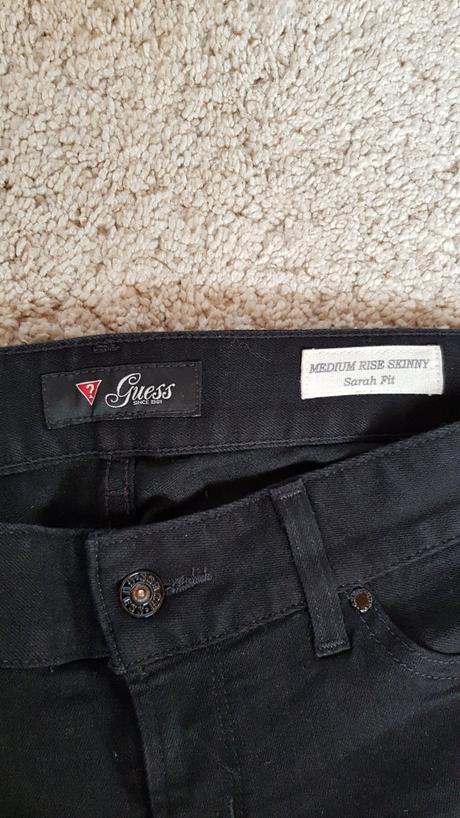 ?
Guess
SINCE 1981
MEDIUM RISE SKINNY
Sarah Fit